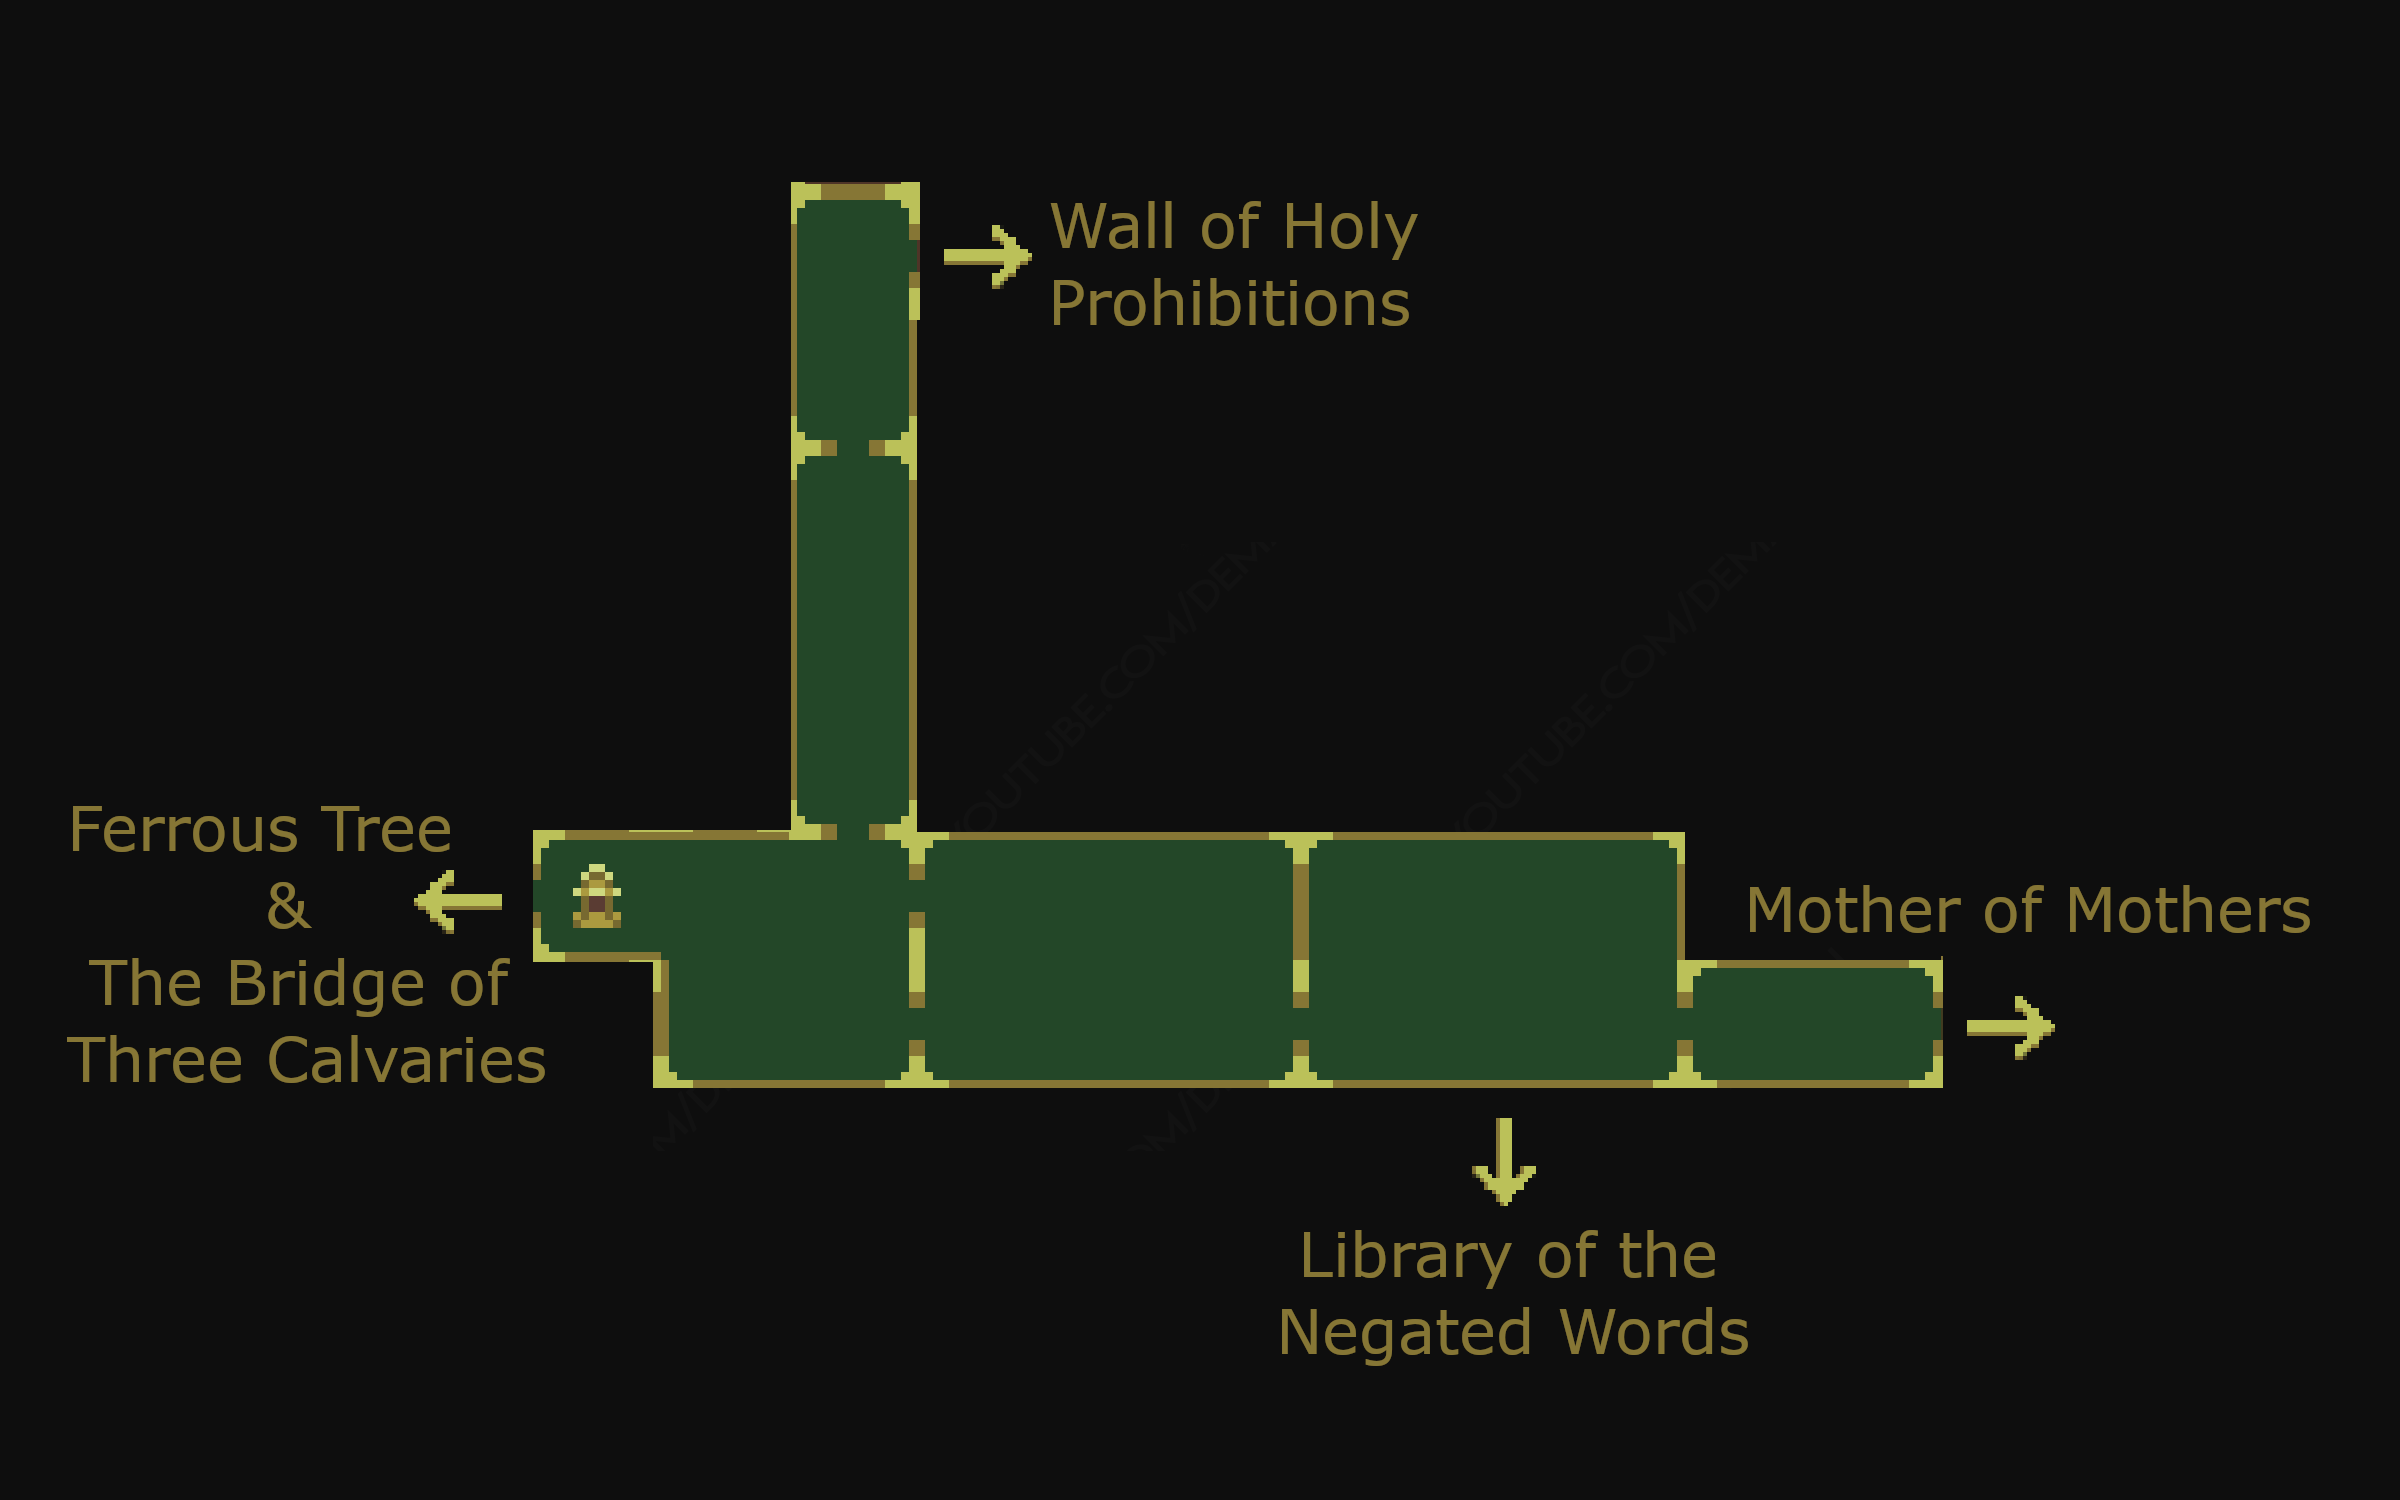 Wall of Holy
Prohibitions
Ferrous Tree
&
The Bridge of
Three Calvaries
Mother of Mothers
Library of the
Negated Words
YOUTUBE.COM/DEM
YOUTUBE.COM/DEM